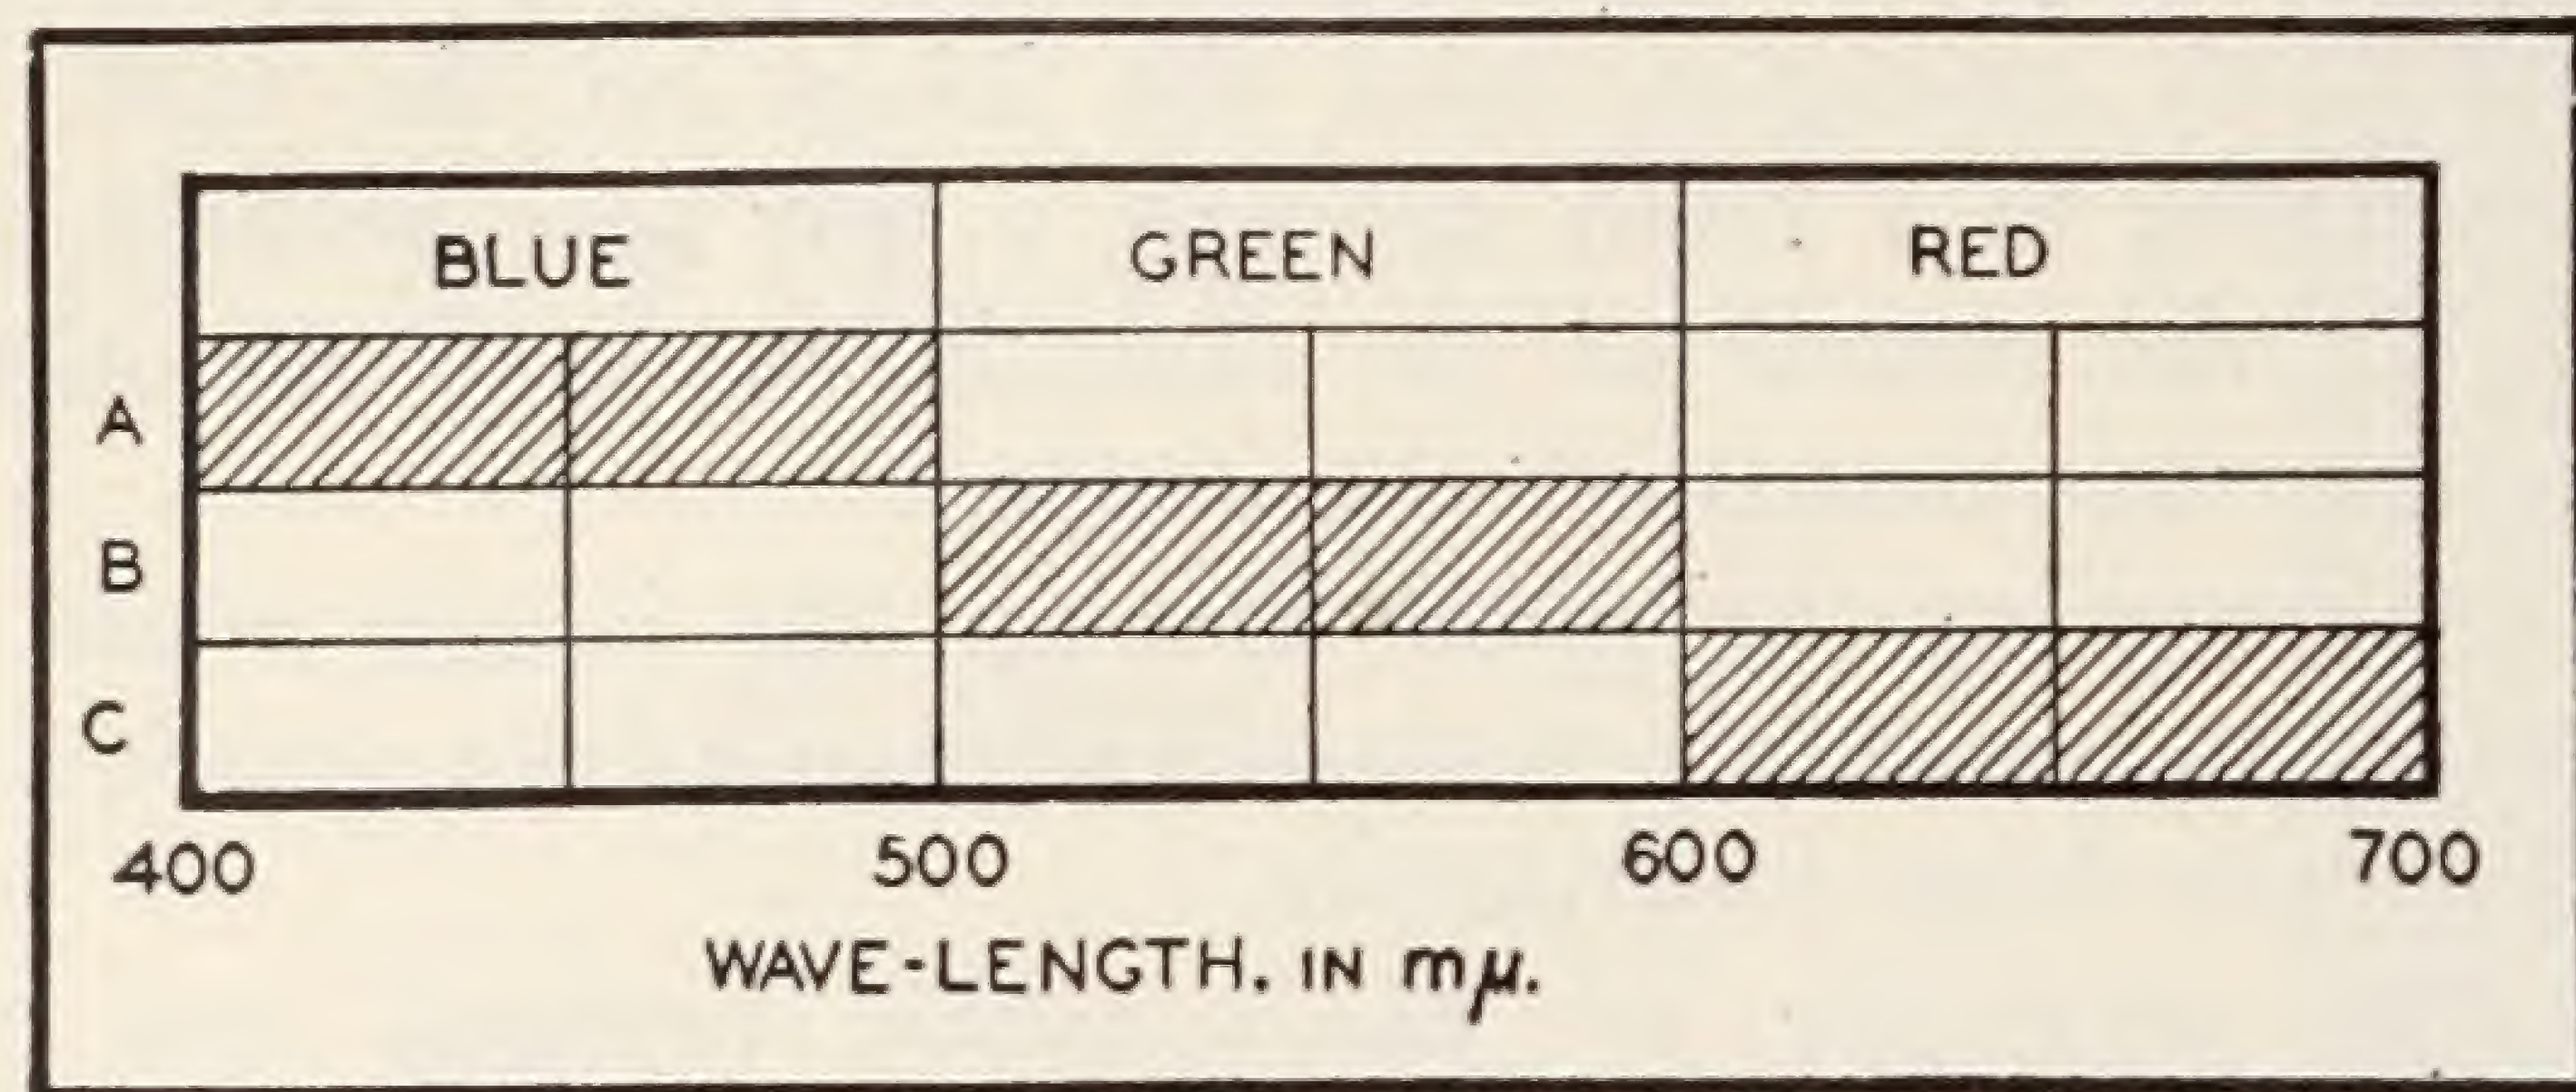 BLUE GREEN RED
A
B
C
400 500 600 700
WAVE-LENGTH. IN mμ.